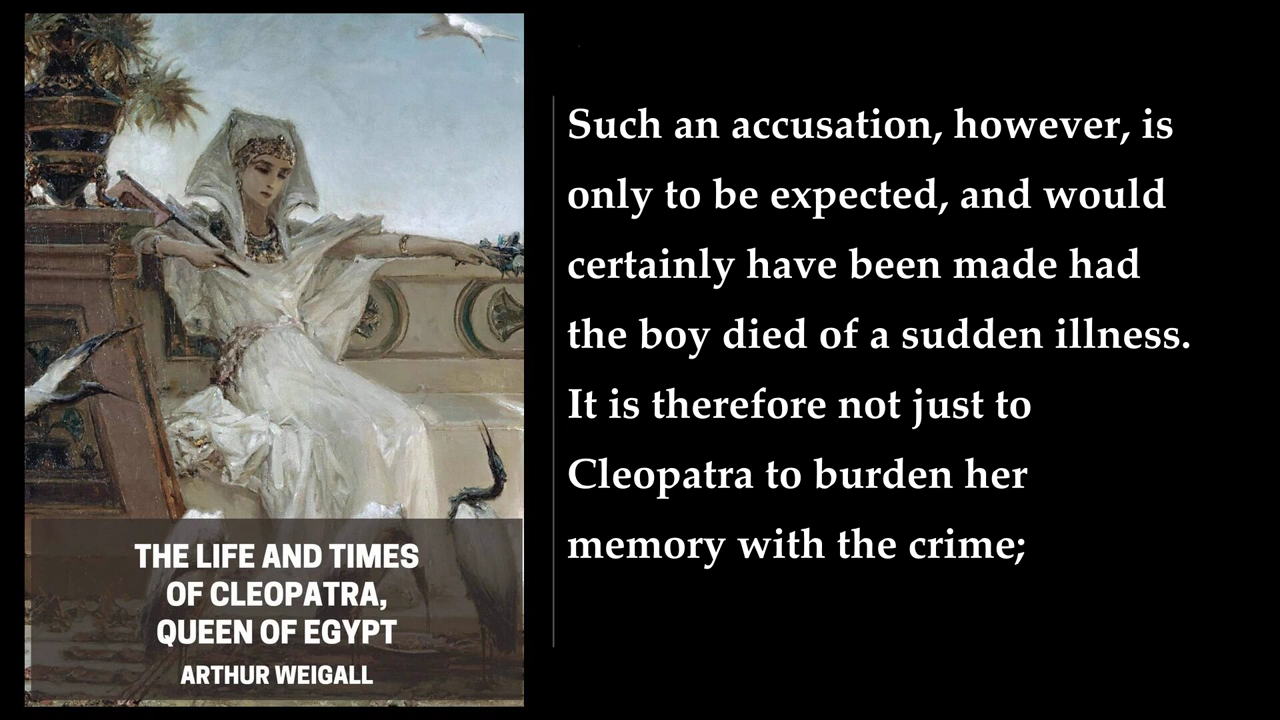 Such an accusation, however, is
only to be expected, and would
certainly have been made had
the boy died of a sudden illness.
It is therefore not just to
Cleopatra to burden her
memory with the crime;
THE LIFE AND TIMES
OF CLEOPATRA,
QUEEN OF EGYPT
ARTHUR WEIGALL